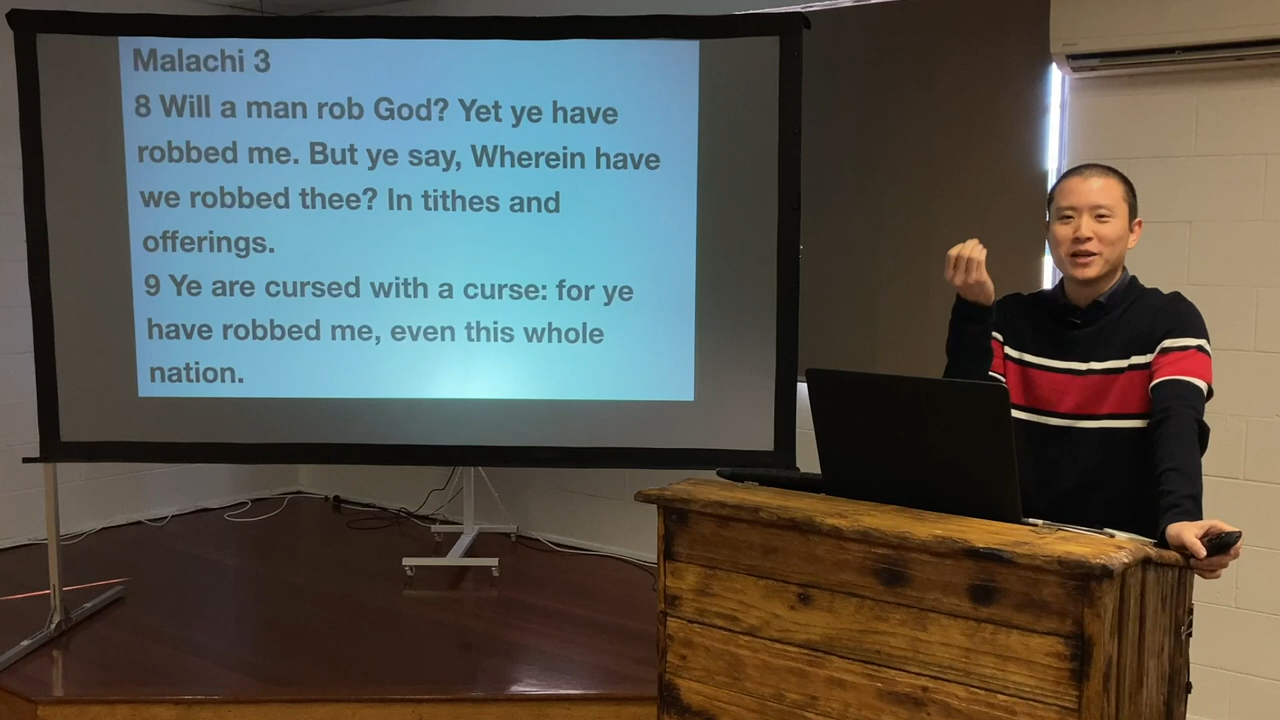 Malachi 3
8 Will a man rob God? Yet ye have
robbed me. But ye say, Wherein have
we robbed thee? In tithes and
offerings.
9 Ye are cursed with a curse: for ye
have robbed me, even this whole
nation.